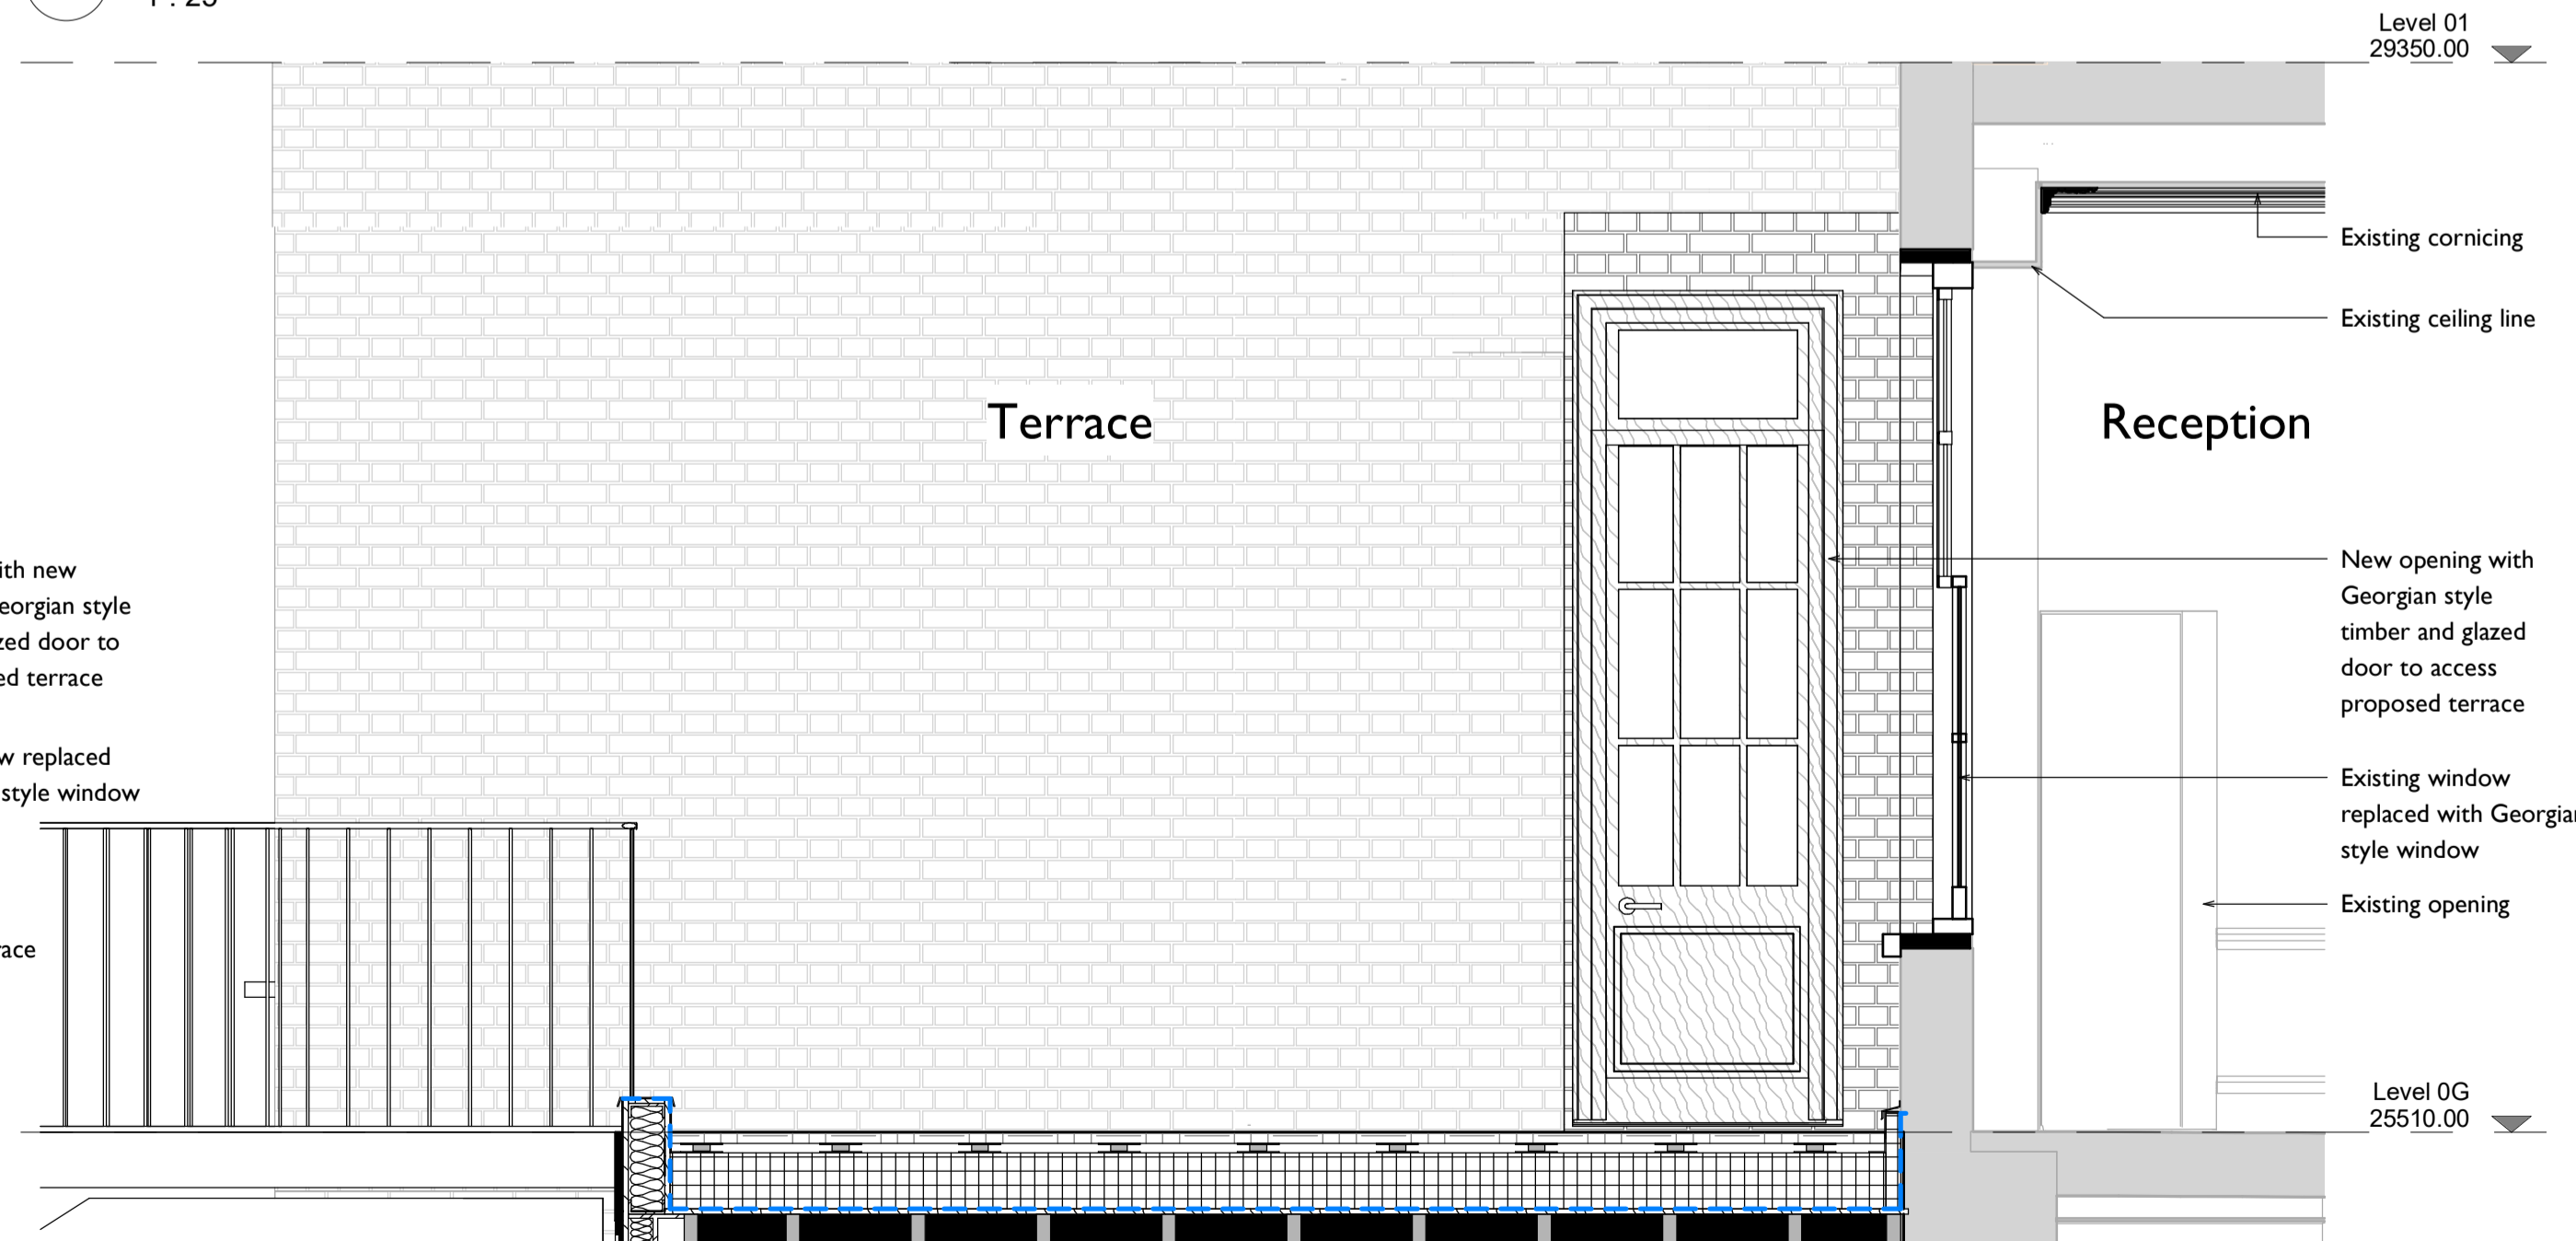 Level 01
29350.00
Existing cornicing
Existing ceiling line
Terrace
Reception
New opening with
Georgian style
timber and glazed
door to access
proposed terrace
Existing window
replaced with Georgian
style window
Existing opening
ith new
eorgian style
zed door to
ed terrace
w replaced
style window
race
Level 0G
25510.00